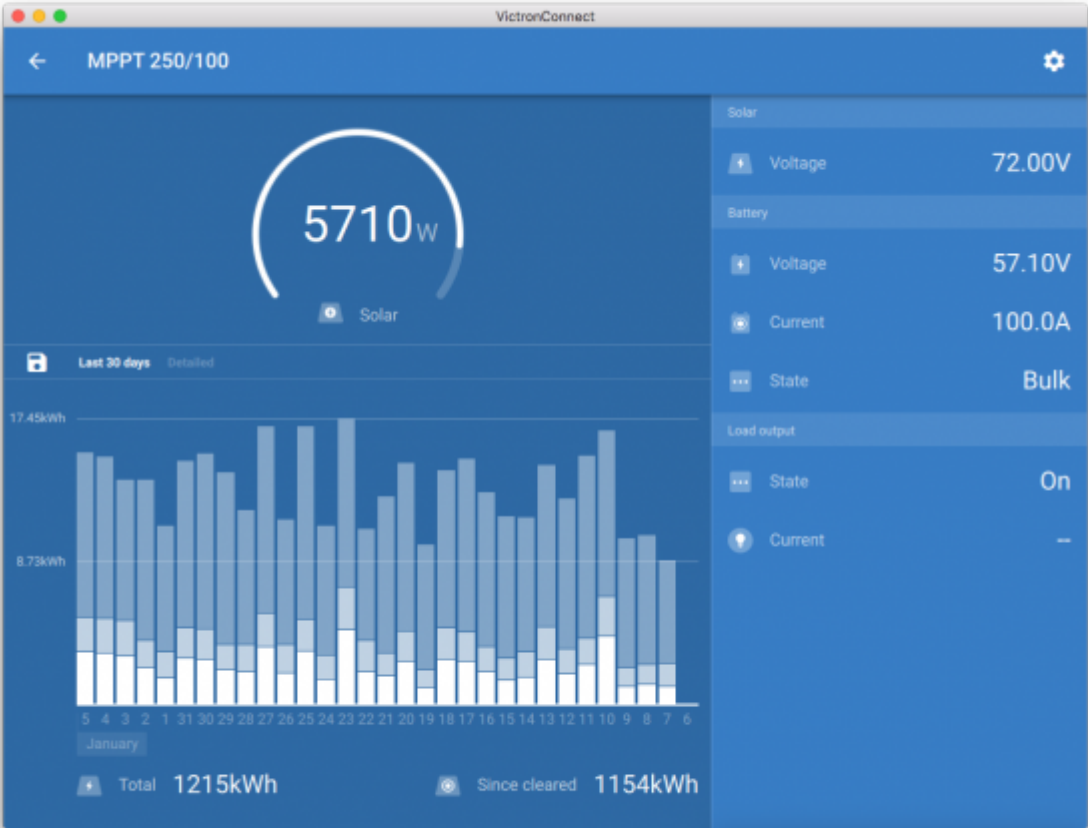 VictronConnect
MPPT 250/100
5710W
Solar
Last 30 days Detailed
17.45kWh
8.73kWh
5 4 3 2 1 31 30 29 28 27 26 25 24 23 22 21 20 19 18 17 16 15 14 13 12 11 10 9 8 7 6
January
Total 1215kWh Since cleared 1154kWh
Solar
Voltage 72.00V
Battery
Voltage 57.10V
Current 100.0A
State Bulk
Load output
State On
Current --